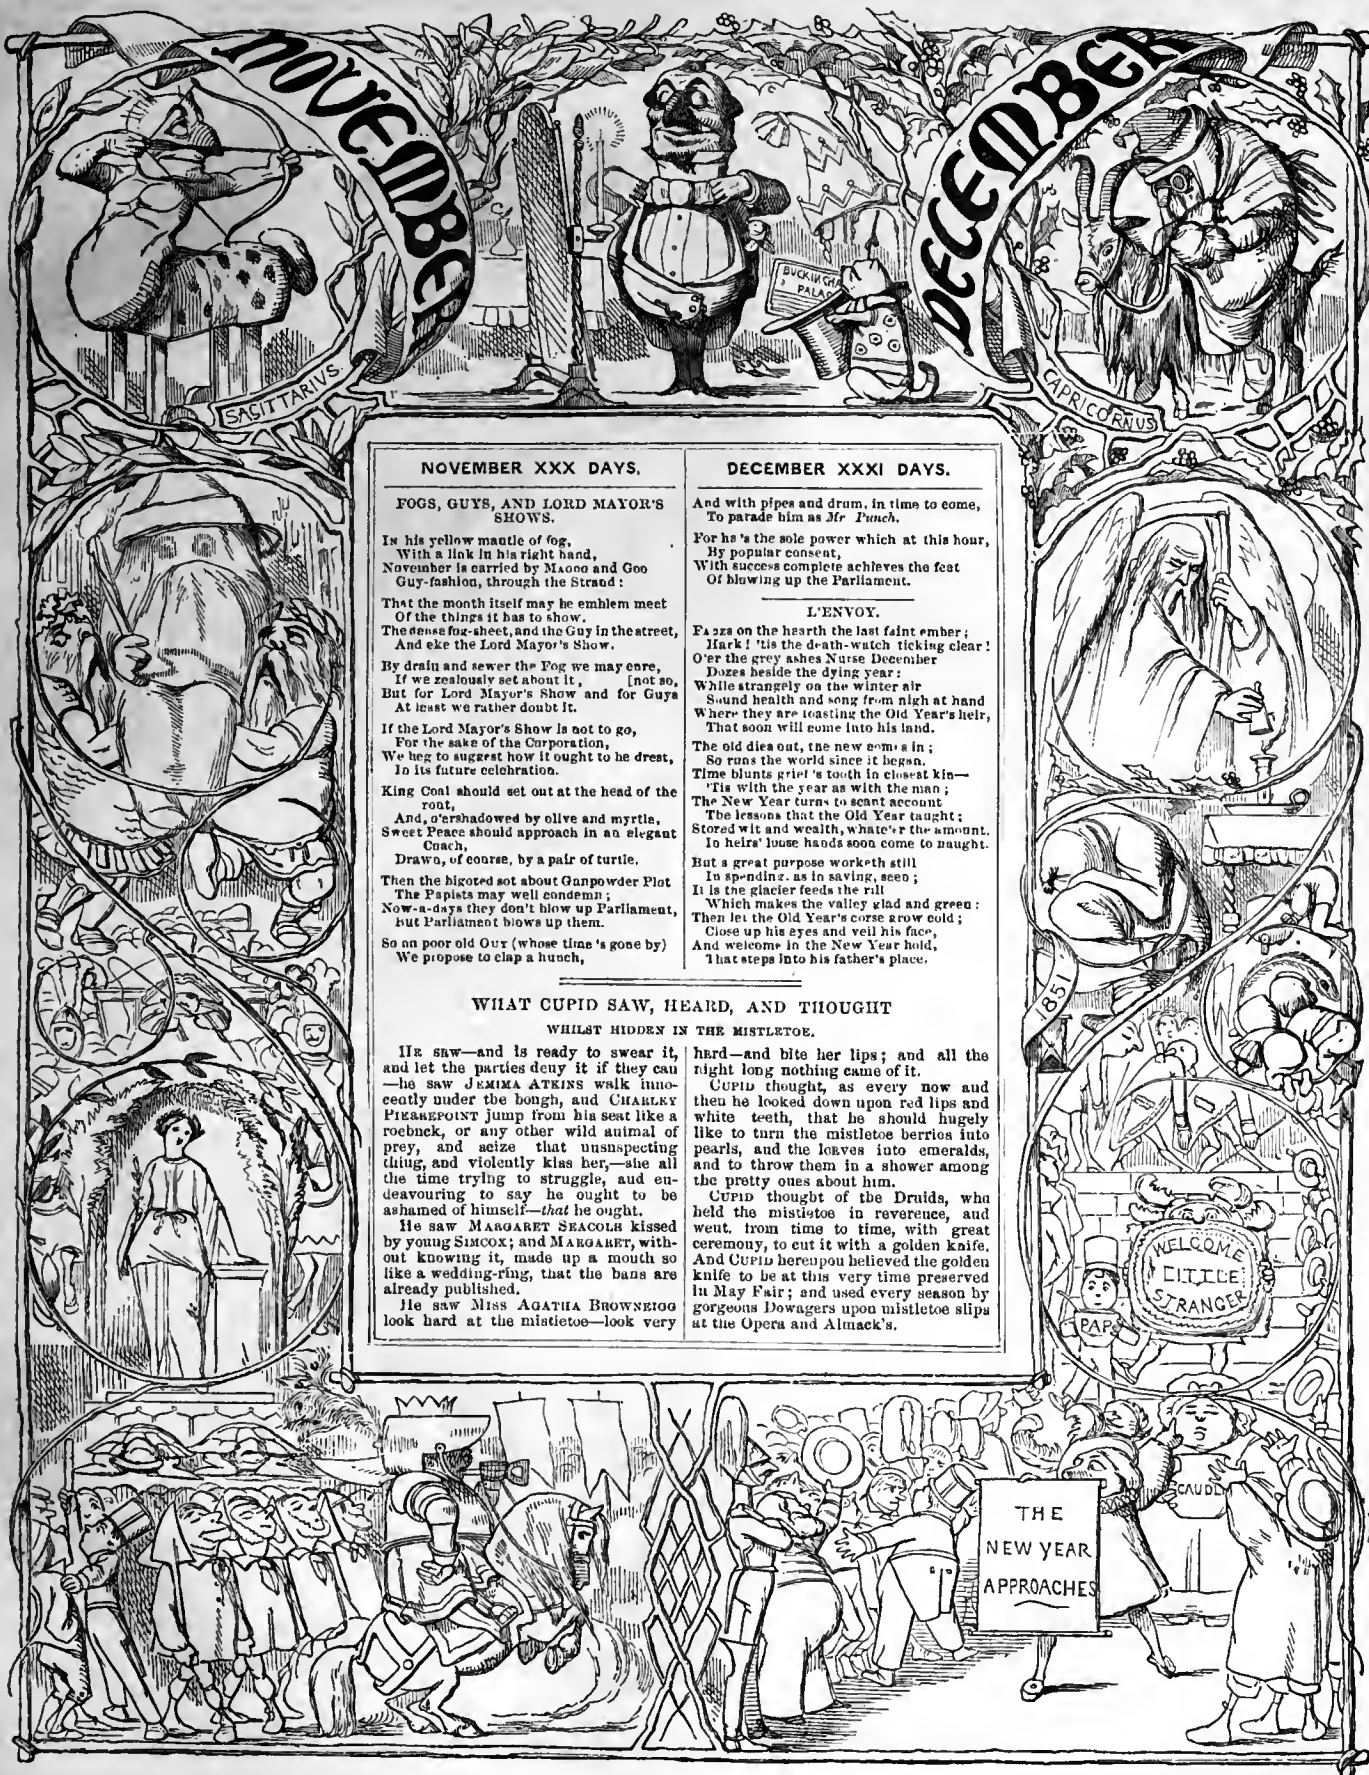 NOVEMBER
DECEMBER
BUCKINGHA
PALA
SAGITTARIUS.
CAPRICORNUS
NOVEMBER XXX DAYS.
FOGS, GUYS, AND LORD MAYOR'S
SHOWS.
IN his yellow mantle of fog,
With a link in his right hand,
November is carried by MAGOG and GOG
Guy-fashion, through the Strand:
That the month itself may be emblem meet
Of the things it has to show,
The dense fog-sheet, and the Guy in the street,
And eke the Lord Mayor's Show.
By drain and sewer the Fog we may cure,
If we zealously set about it, [not so,
But for Lord Mayor's Show and for Guys
At least we rather doubt it.
If the Lord Mayor's Show is not to go,
For the sake of the Corporation,
We beg to suggest how it ought to be drest,
In its future celebration.
King Coal should set out at the head of the
rout,
And, o'ershadowed by olive and myrtle,
Sweet Peace should approach in an elegant
Coach,
Drawn, of course, by a pair of turtle.
Then the bigoted sot about Gunpowder Plot
The Papists may well condemn;
Now-a-days they don't blow up Parliament,
But Parliament blows up them.
So on poor old GUY (whose time's gone by)
We propose to clap a hunch,
DECEMBER XXXI DAYS.
And with pipes and drum, in time to come,
To parade him as Mr Punch.
For he's the sole power which at this hour,
By popular consent,
With success complete achieves the feat
Of blowing up the Parliament.
L'ENVOY.
FADES on the hearth the last faint ember;
Hark! 'tis the death-watch ticking clear!
O'er the grey ashes Nurse December
Dozes beside the dying year:
While strangely on the winter air
Sound health and song from nigh at hand
Where they are toasting the Old Year's heir,
That soon will come into his land.
The old dies out, the new comes in;
So runs the world since it began.
Time blunts grief's tooth in closest kin—
'Tis with the year as with the man;
The New Year turns to scant account
The lessons that the Old Year taught;
Stored wit and wealth, whate'er the amount,
In heirs' loose hands soon come to naught.
But a great purpose worketh still
In spending, as in saving, seen;
It is the glacier feeds the rill
Which makes the valley glad and green:
Then let the Old Year's corse grow cold;
Close up his eyes and veil his face,
And welcome in the New Year bold,
That steps into his father's place.
1851
WHAT CUPID SAW, HEARD, AND THOUGHT
WHILST HIDDEN IN THE MISTLETOE.
HE saw—and is ready to swear it,
and let the parties deny it if they can
—he saw JEMIMA ATKINS walk inno-
cently under the bough, and CHARLEY
PIERREPOINT jump from his seat like a
roebuck, or any other wild animal of
prey, and seize that unsuspecting
thing, and violently kiss her,—she all
the time trying to struggle, and en-
deavouring to say he ought to be
ashamed of himself—that he ought.
He saw MARGARET SEACOLE kissed
by young SIMCOX; and MARGARET, with-
out knowing it, made up a mouth so
like a wedding-ring, that the bans are
already published.
He saw MISS AGATHA BROWNRIGG
look hard at the mistletoe—look very
hard—and bite her lips; and all the
night long nothing came of it.
CUPID thought, as every now and
then he looked down upon red lips and
white teeth, that he should hugely
like to turn the mistletoe berries into
pearls, and the leaves into emeralds,
and to throw them in a shower among
the pretty ones about him.
CUPID thought of the Druids, who
held the mistletoe in reverence, and
went, from time to time, with great
ceremony, to cut it with a golden knife.
And CUPID hereupon believed the golden
knife to be at this very time preserved
in May Fair; and used every season by
gorgeous Dowagers upon mistletoe slips
at the Opera and Almack's.
WELCOME
LITTLE
STRANGER
PAP
CAUDL
THE
NEW YEAR
APPROACHES